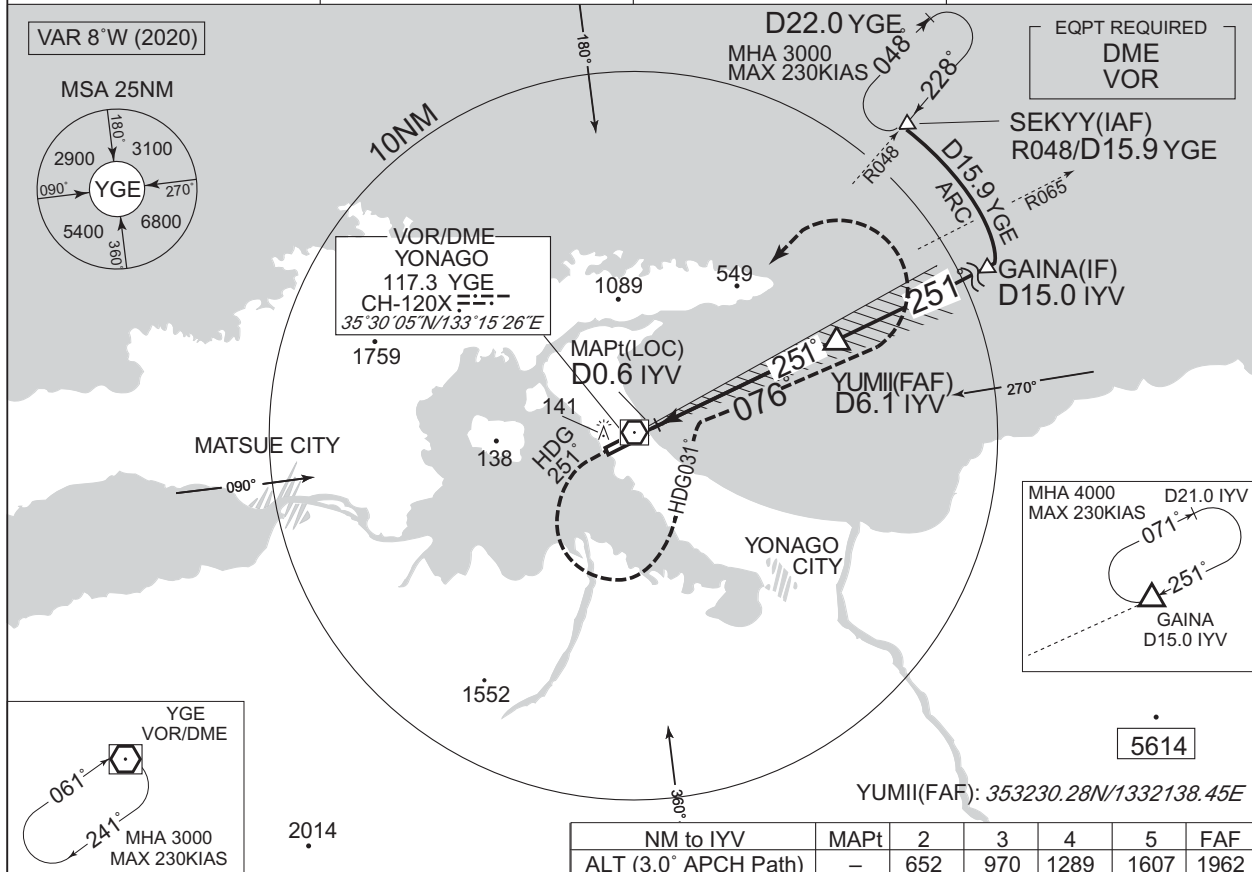 VAR 8°W (2020)
MSA 25NM
180°
2900
3100
090°
YGE
270°
5400
6800
360°
180°
10NM
D22.0 YGE
MHA 3000
MAX 230KIAS
048°
228°
EQPT REQUIRED
DME
VOR
SEKYY(IAF)
R048/D15.9 YGE
R048
D15.9 YGE
ARC
R065
GAINA(IF)
D15.0 IYV
VOR/DME
YONAGO
117.3 YGE
CH-120X
35°30´05˝N/133°15´26˝E
1089
549
1759
251°
251°
MAPt(LOC)
D0.6 IYV
076°
YUMII(FAF)
D6.1 IYV
270°
141
138
HDG
251°
HDG031°
MATSUE CITY
090°
YONAGO
CITY
MHA 4000
MAX 230KIAS
D21.0 IYV
071°
251°
GAINA
D15.0 IYV
1552
5614
360°
YGE
VOR/DME
061°
241°
MHA 3000
MAX 230KIAS
2014
YUMII(FAF): 353230.28N/1332138.45E
NM to IYV MAPt 2 3 4 5 FAF
ALT (3.0° APCH Path) – 652 970 1289 1607 1962